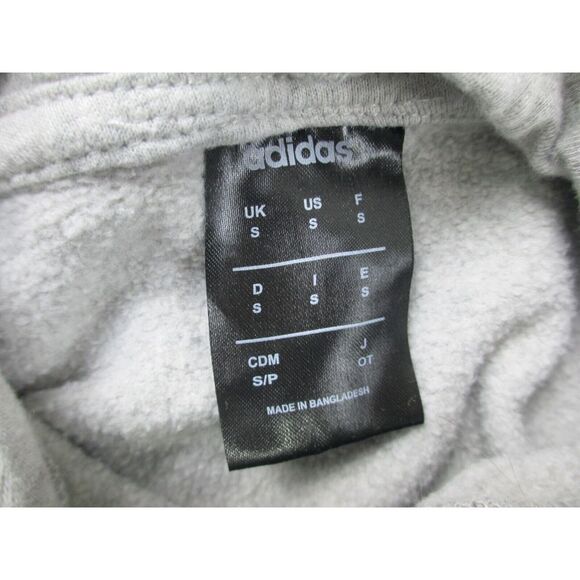 adidas
UK US F
S S S
D I E
S S S
CDM J
S/P OT
MADE IN BANGLADESH